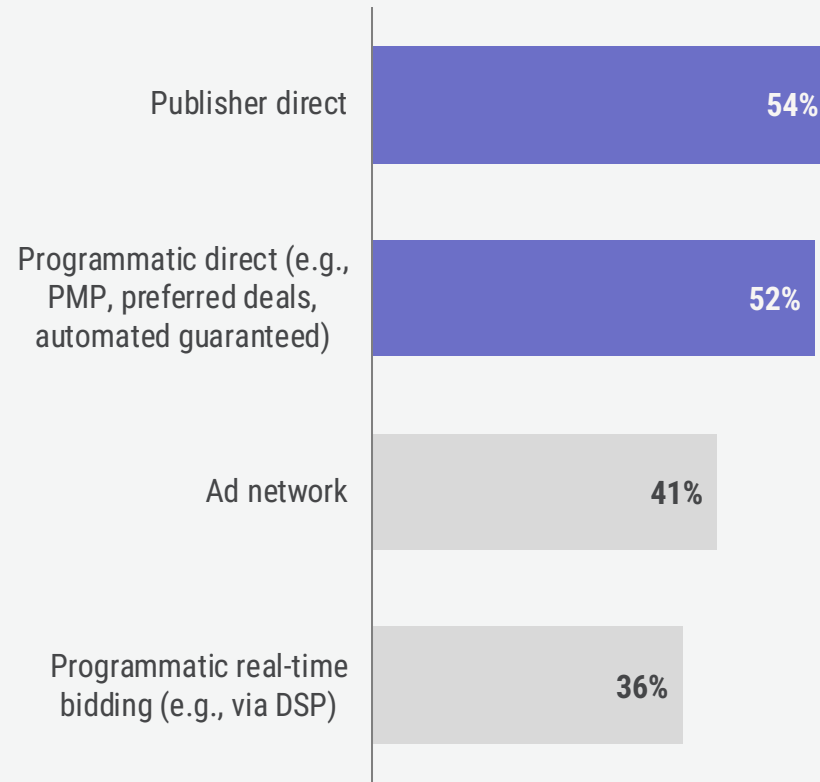 Publisher direct
54%
Programmatic direct (e.g.,
PMP, preferred deals,
automated guaranteed)
52%
Ad network
41%
Programmatic real-time
bidding (e.g., via DSP)
36%